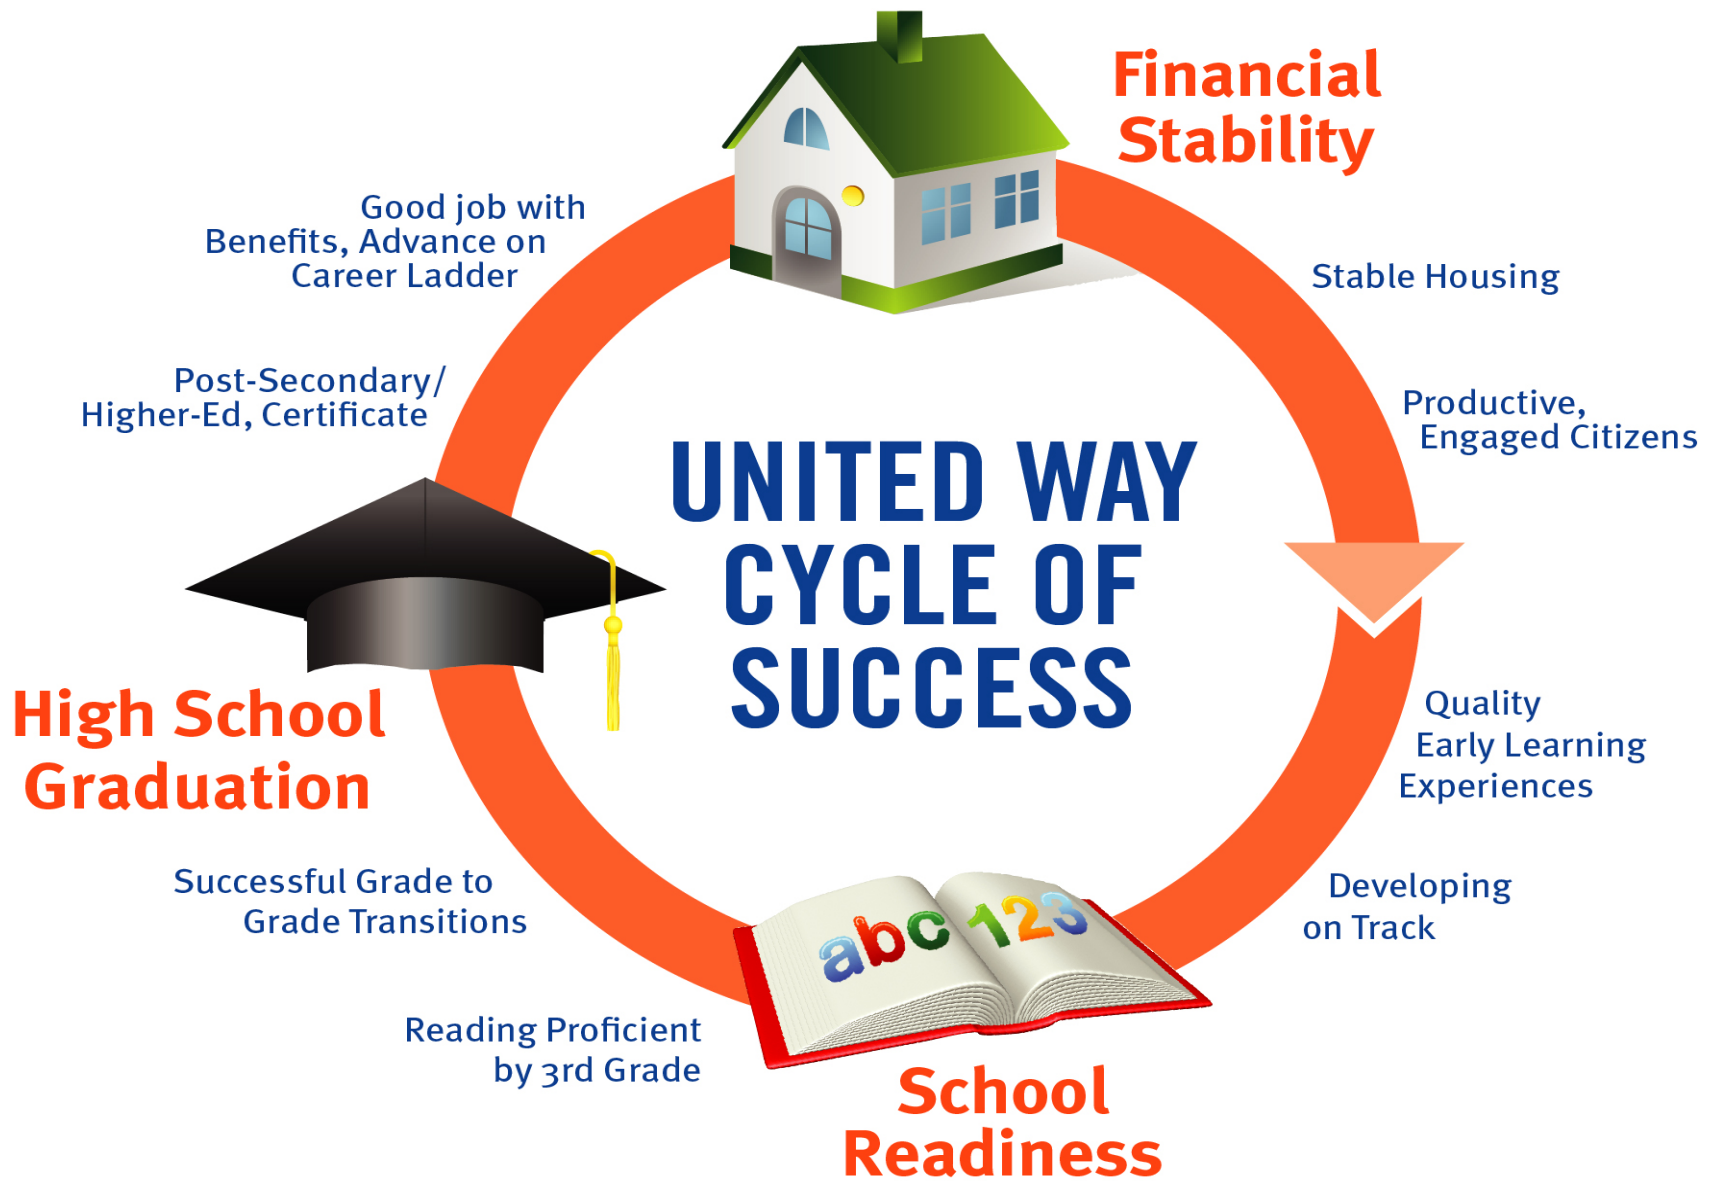 Financial
Stability
Good job with
Benefits, Advance on
Career Ladder
Stable Housing
Post-Secondary/
Higher-Ed, Certificate
Productive,
Engaged Citizens
UNITED WAY
CYCLE OF
SUCCESS
High School
Graduation
Quality
Early Learning
Experiences
Successful Grade to
Grade Transitions
Developing
on Track
abc 123
Reading Proficient
by 3rd Grade
School
Readiness